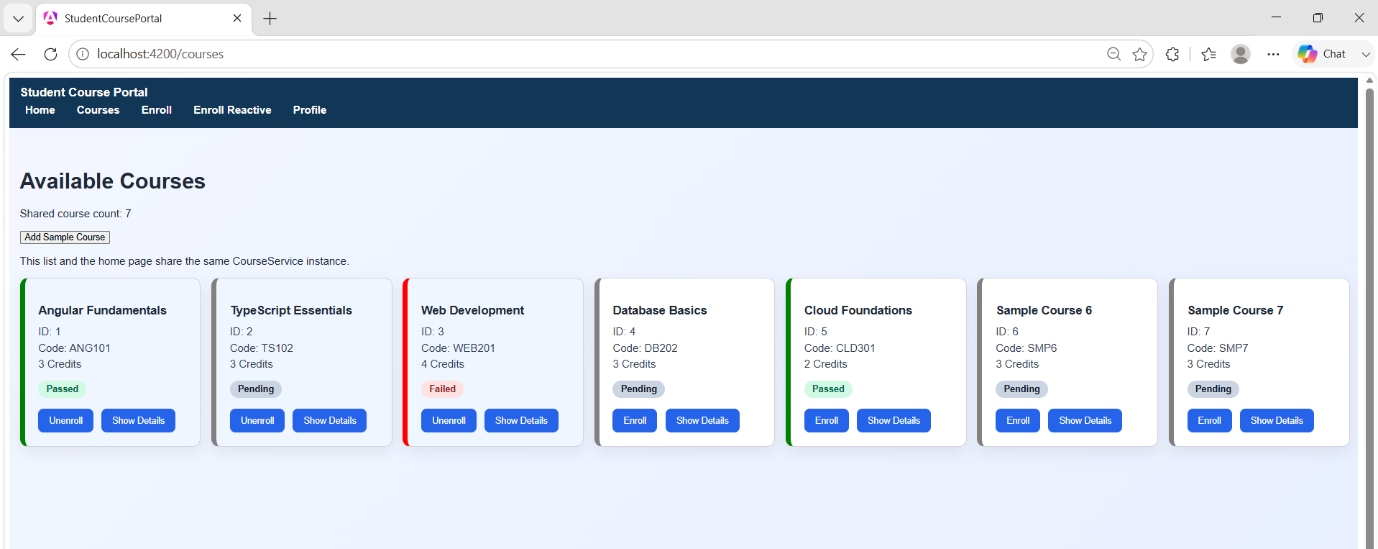 StudentCoursePortal
localhost:4200/courses
Chat
Student Course Portal
Home Courses Enroll Enroll Reactive Profile
Available Courses
Shared course count: 7
Add Sample Course
This list and the home page share the same CourseService instance.
Angular Fundamentals
ID: 1
Code: ANG101
3 Credits
Passed
Unenroll Show Details
TypeScript Essentials
ID: 2
Code: TS102
3 Credits
Pending
Unenroll Show Details
Web Development
ID: 3
Code: WEB201
4 Credits
Failed
Unenroll Show Details
Database Basics
ID: 4
Code: DB202
3 Credits
Pending
Enroll Show Details
Cloud Foundations
ID: 5
Code: CLD301
2 Credits
Passed
Enroll Show Details
Sample Course 6
ID: 6
Code: SMP6
3 Credits
Pending
Enroll Show Details
Sample Course 7
ID: 7
Code: SMP7
3 Credits
Pending
Enroll Show Details